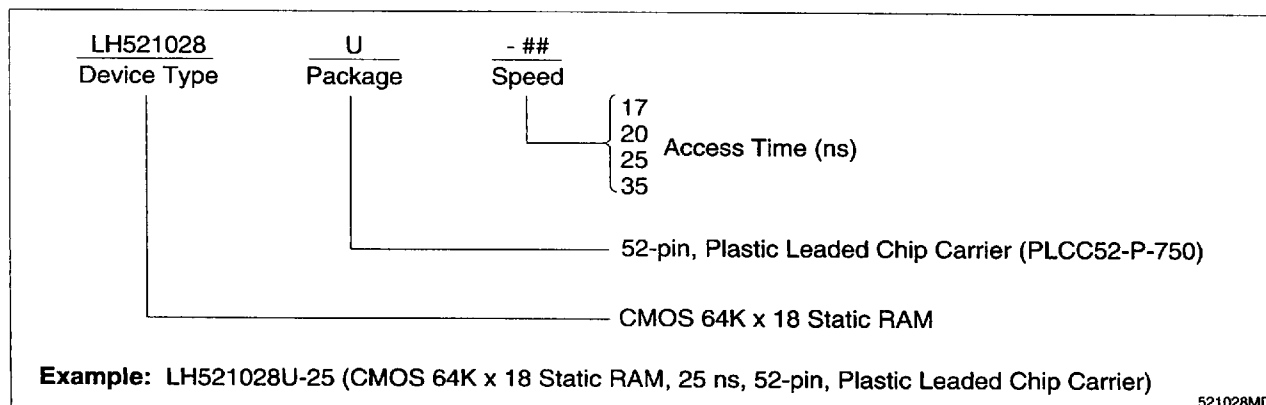 LH521028 U - ##
Device Type Package Speed
17
20
25
35
Access Time (ns)
52-pin, Plastic Leaded Chip Carrier (PLCC52-P-750)
CMOS 64K x 18 Static RAM
Example: LH521028U-25 (CMOS 64K x 18 Static RAM, 25 ns, 52-pin, Plastic Leaded Chip Carrier)